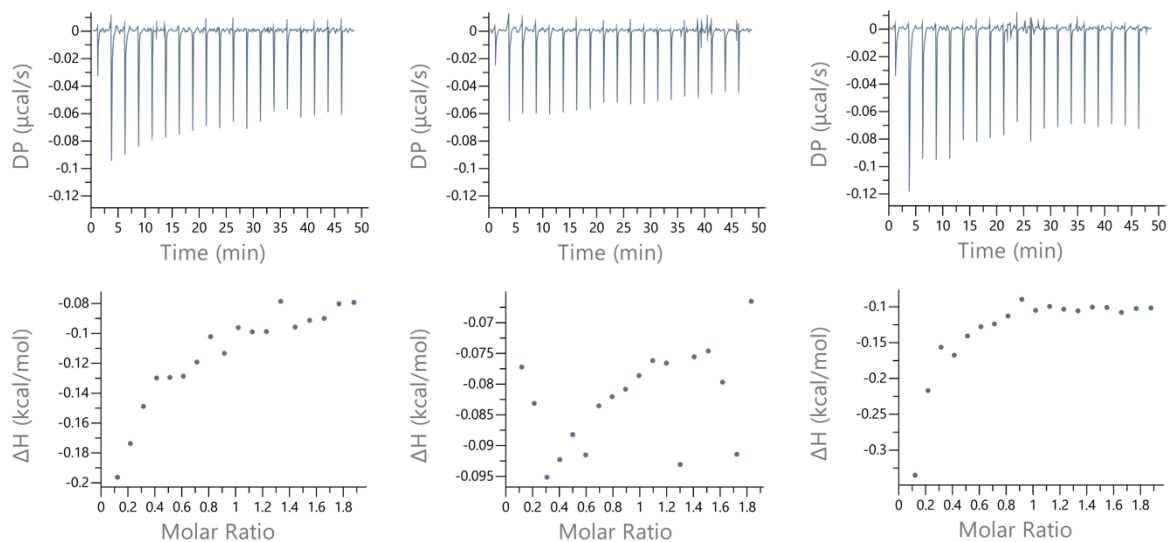 DP (μcal/s)
0
-0.02
-0.04
-0.06
-0.08
-0.1
-0.12
0 5 10 15 20 25 30 35 40 45 50
Time (min)
DP (μcal/s)
0
-0.02
-0.04
-0.06
-0.08
-0.1
-0.12
0 5 10 15 20 25 30 35 40 45 50
Time (min)
DP (μcal/s)
0
-0.02
-0.04
-0.06
-0.08
-0.1
-0.12
0 5 10 15 20 25 30 35 40 45 50
Time (min)
ΔH (kcal/mol)
-0.08
-0.1
-0.12
-0.14
-0.16
-0.18
-0.2
0 0.2 0.4 0.6 0.8 1 1.2 1.4 1.6 1.8
Molar Ratio
ΔH (kcal/mol)
-0.07
-0.075
-0.08
-0.085
-0.09
-0.095
0 0.2 0.4 0.6 0.8 1 1.2 1.4 1.6 1.8
Molar Ratio
ΔH (kcal/mol)
-0.1
-0.15
-0.2
-0.25
-0.3
0 0.2 0.4 0.6 0.8 1 1.2 1.4 1.6 1.8
Molar Ratio